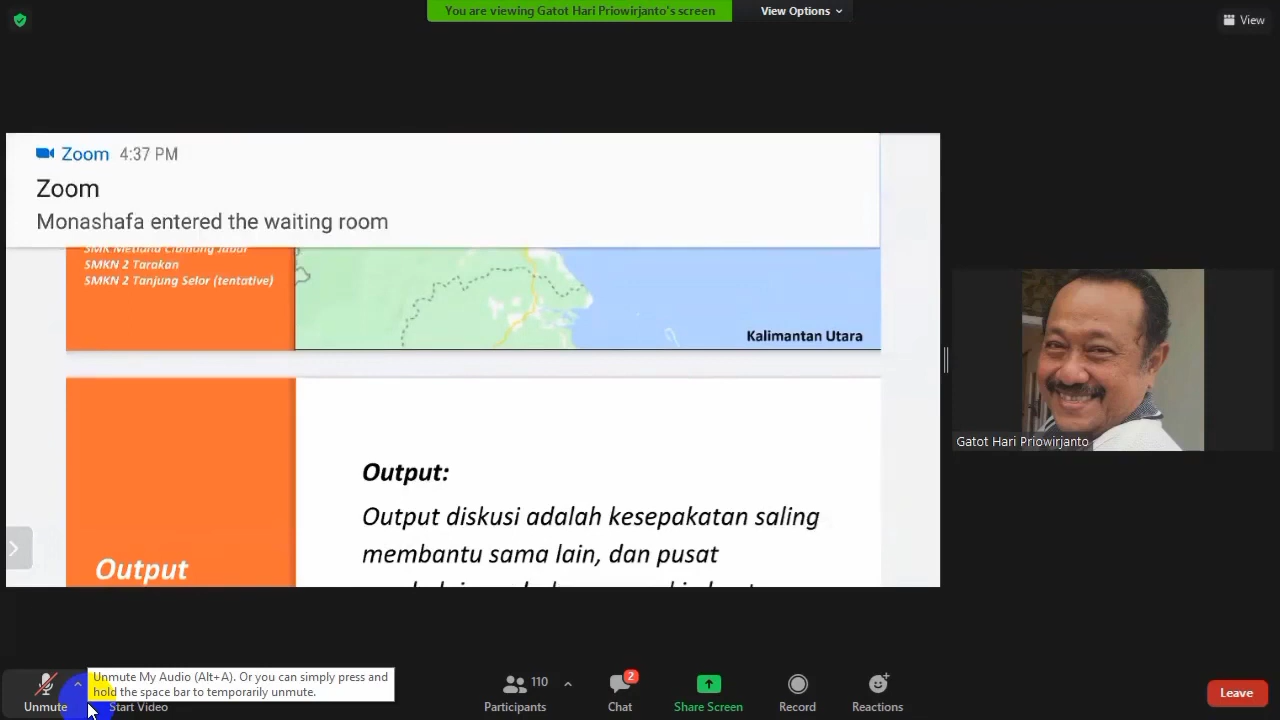 You are viewing Gatot Hari Priowirjanto's screen
View Options
View
Zoom 4:37 PM
Zoom
Monashafa entered the waiting room
SMKN 2 Tarakan
SMKN 2 Tanjung Selor (tentative)
Kalimantan Utara
Output
Output:
Output diskusi adalah kesepakatan saling
membantu sama lain, dan pusat
Gatot Hari Priowirjanto
Unmute My Audio (Alt+A). Or you can simply press and
hold the space bar to temporarily unmute.
Unmute
Start Video
110
Participants
2
Chat
Share Screen
Record
Reactions
Leave